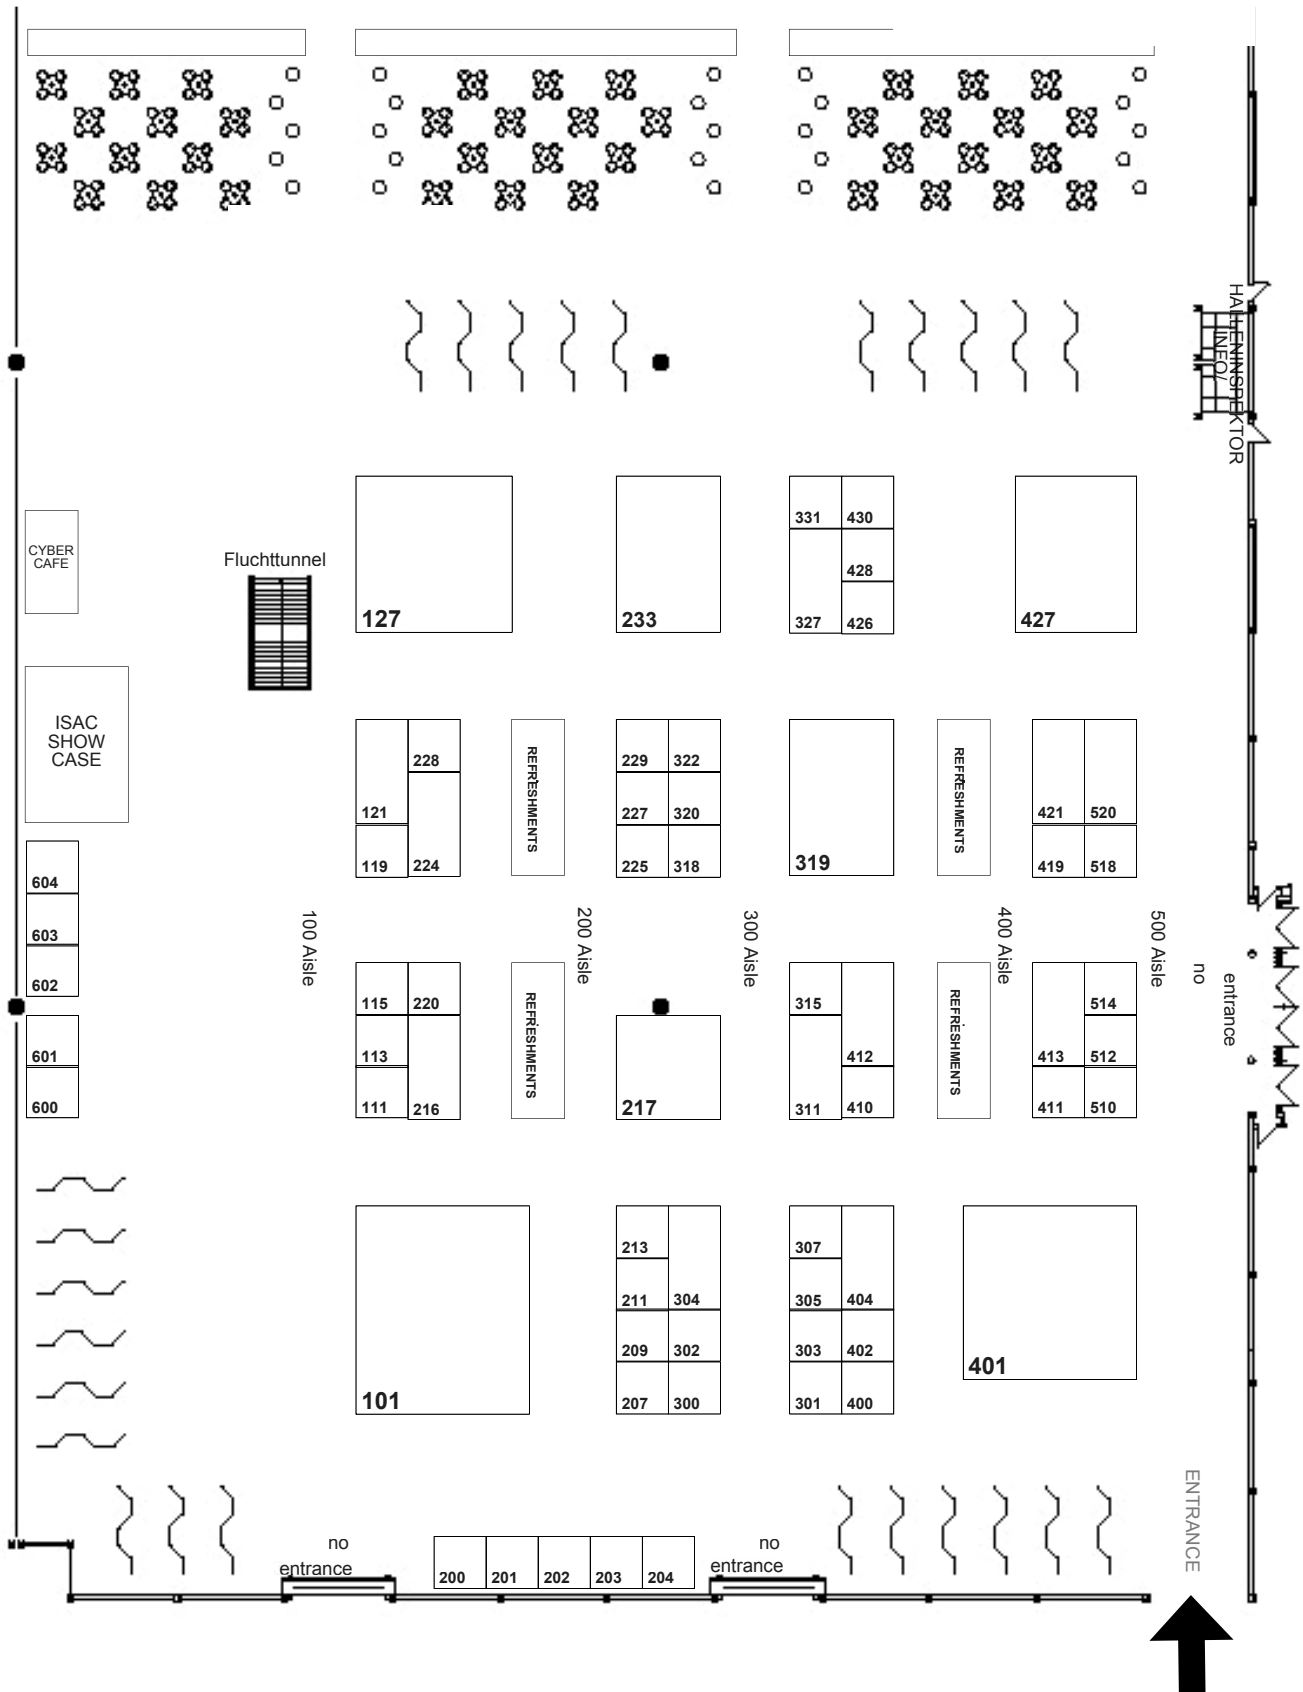 HALLENINSPEKTOR
INFO/
331
430
CYBER
CAFE
Fluchttunnel
428
127
233
327
426
427
ISAC
SHOW
CASE
228
REFRESHMENTS
229
322
REFRESHMENTS
121
227
320
421
520
119
224
225
318
319
419
518
604
603
602
100 Aisle
200 Aisle
300 Aisle
400 Aisle
500 Aisle
no
entrance
115
220
REFRESHMENTS
315
REFRESHMENTS
514
601
113
412
413
512
600
111
216
217
311
410
411
510
213
307
211
304
305
404
209
302
303
402
401
101
207
300
301
400
ENTRANCE
no
entrance
200
201
202
203
204
no
entrance